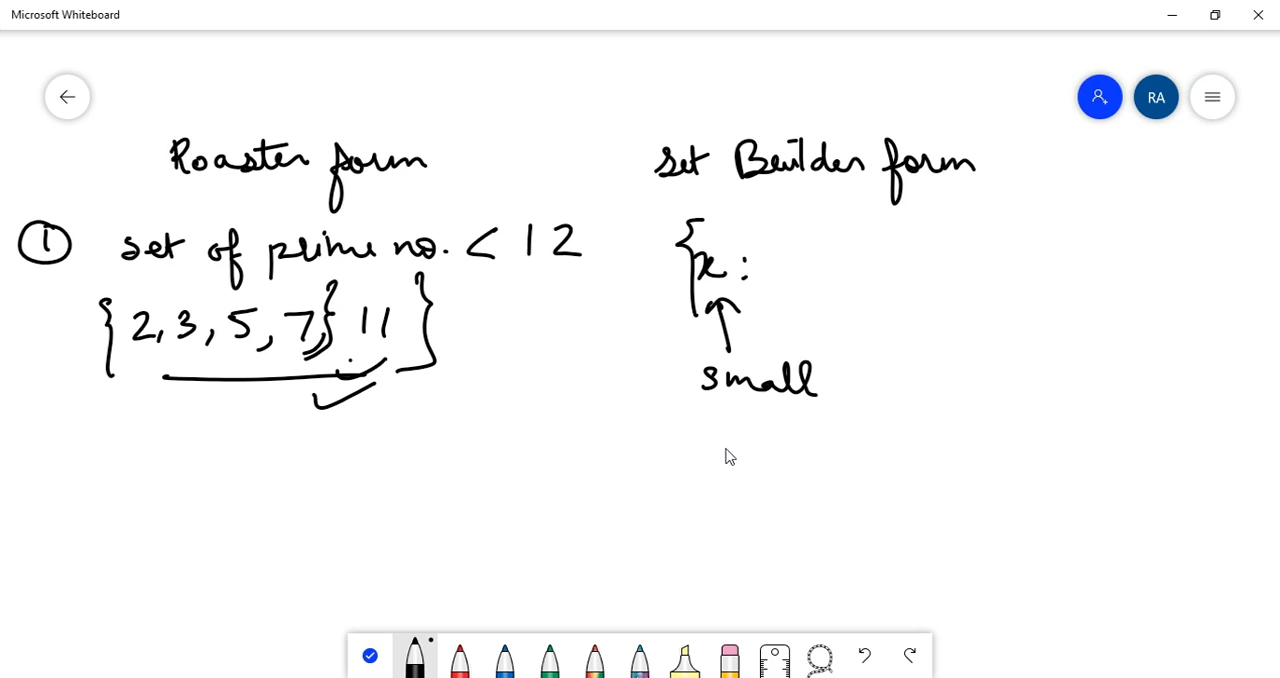 Microsoft Whiteboard
RA
Roaster form
set Builder form
① set of prime no. < 12
{ 2, 3, 5, 7,} 11 }
{x :
small